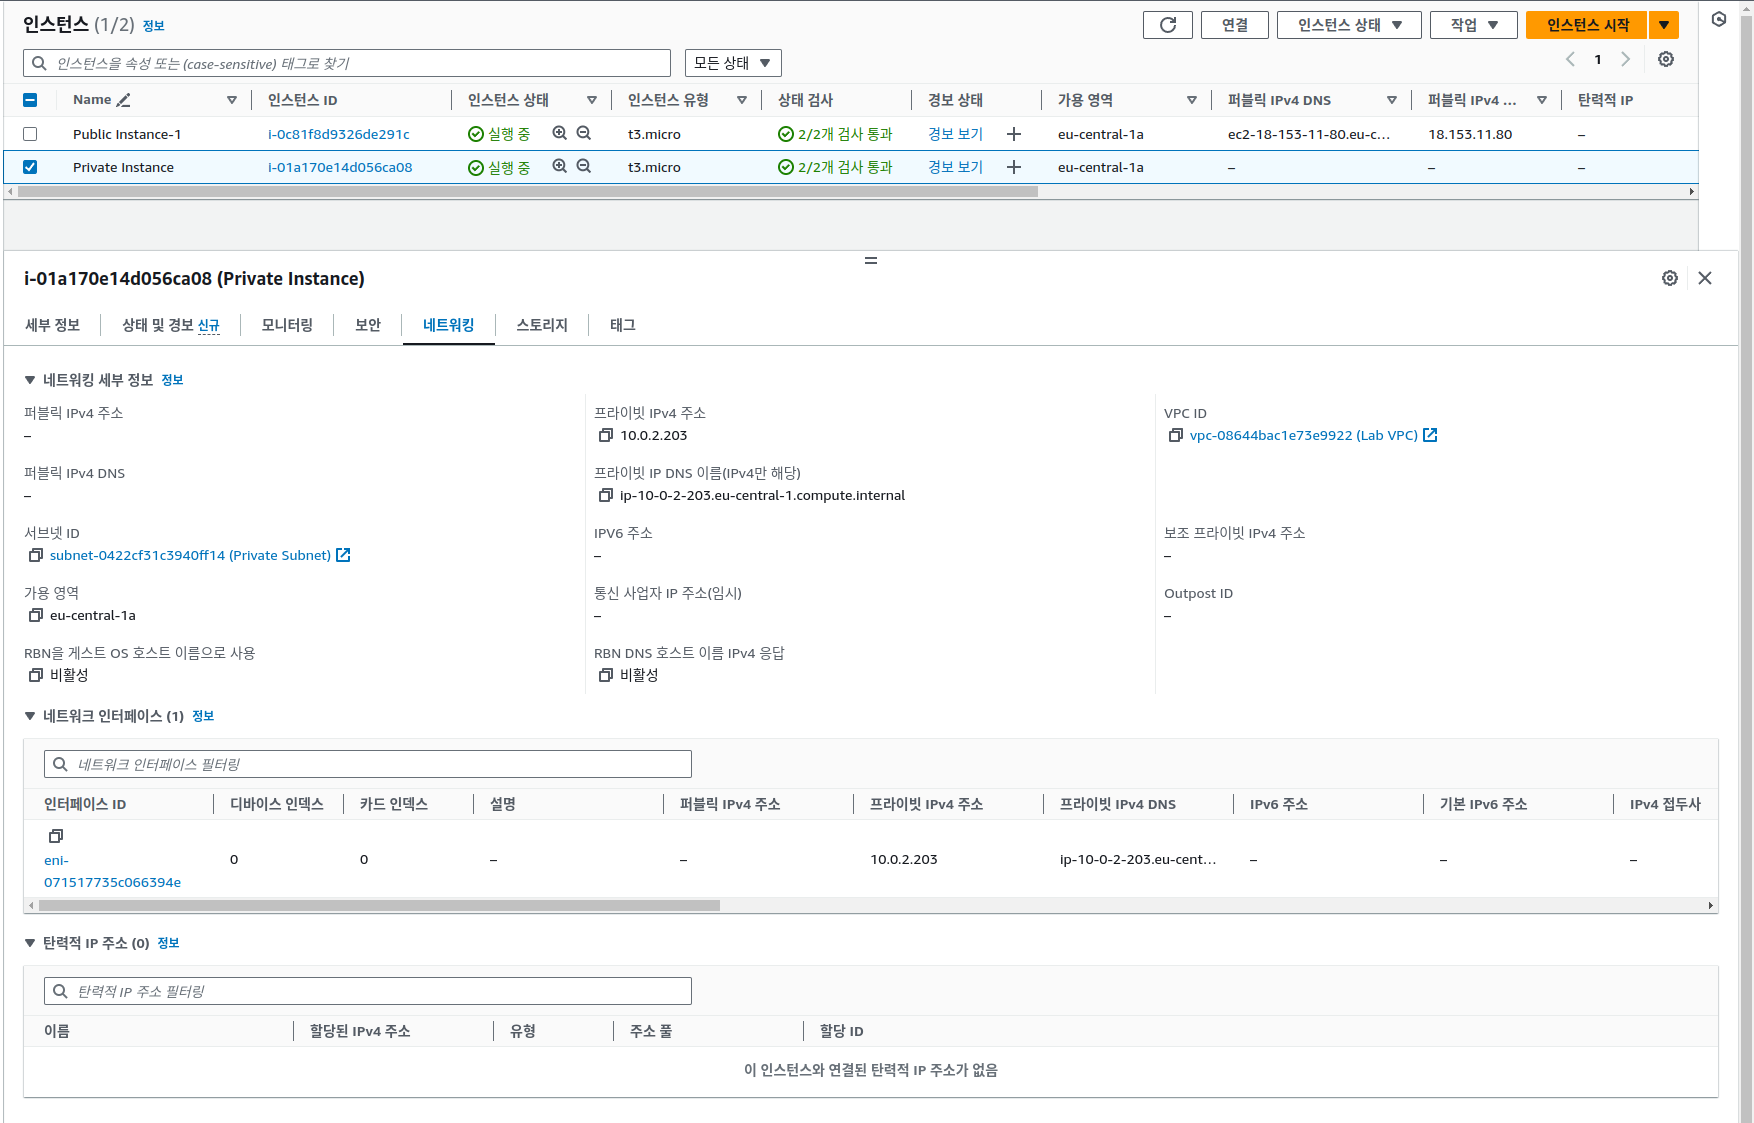 인스턴스 (1/2) 정보
연결
인스턴스 상태
작업
인스턴스 시작
인스턴스을 속성 또는 (case-sensitive) 태그로 찾기
모든 상태
1
Name 인스턴스 ID 인스턴스 상태 인스턴스 유형 상태 검사 경보 상태 가용 영역 퍼블릭 IPv4 DNS 퍼블릭 IPv4 ... 탄력적 IP
Public Instance-1 i-0c81f8d9326de291c 실행 중 t3.micro 2/2개 검사 통과 경보 보기 eu-central-1a ec2-18-153-11-80.eu-c... 18.153.11.80 –
Private Instance i-01a170e14d056ca08 실행 중 t3.micro 2/2개 검사 통과 경보 보기 eu-central-1a – – –
i-01a170e14d056ca08 (Private Instance)
세부 정보 상태 및 경보 신규 모니터링 보안 네트워킹 스토리지 태그
네트워킹 세부 정보 정보
퍼블릭 IPv4 주소
–
프라이빗 IPv4 주소
10.0.2.203
VPC ID
vpc-08644bac1e73e9922 (Lab VPC)
퍼블릭 IPv4 DNS
–
프라이빗 IP DNS 이름(IPv4만 해당)
ip-10-0-2-203.eu-central-1.compute.internal
서브넷 ID
subnet-0422cf31c3940ff14 (Private Subnet)
IPV6 주소
–
보조 프라이빗 IPv4 주소
–
가용 영역
eu-central-1a
통신 사업자 IP 주소(임시)
–
Outpost ID
–
RBN을 게스트 OS 호스트 이름으로 사용
비활성
RBN DNS 호스트 이름 IPv4 응답
비활성
네트워크 인터페이스 (1) 정보
네트워크 인터페이스 필터링
인터페이스 ID 디바이스 인덱스 카드 인덱스 설명 퍼블릭 IPv4 주소 프라이빗 IPv4 주소 프라이빗 IPv4 DNS IPv6 주소 기본 IPv6 주소 IPv4 접두사
eni-
071517735c066394e
0 0 – – 10.0.2.203 ip-10-0-2-203.eu-cent... – – –
탄력적 IP 주소 (0) 정보
탄력적 IP 주소 필터링
이름 할당된 IPv4 주소 유형 주소 풀 할당 ID
이 인스턴스와 연결된 탄력적 IP 주소가 없음